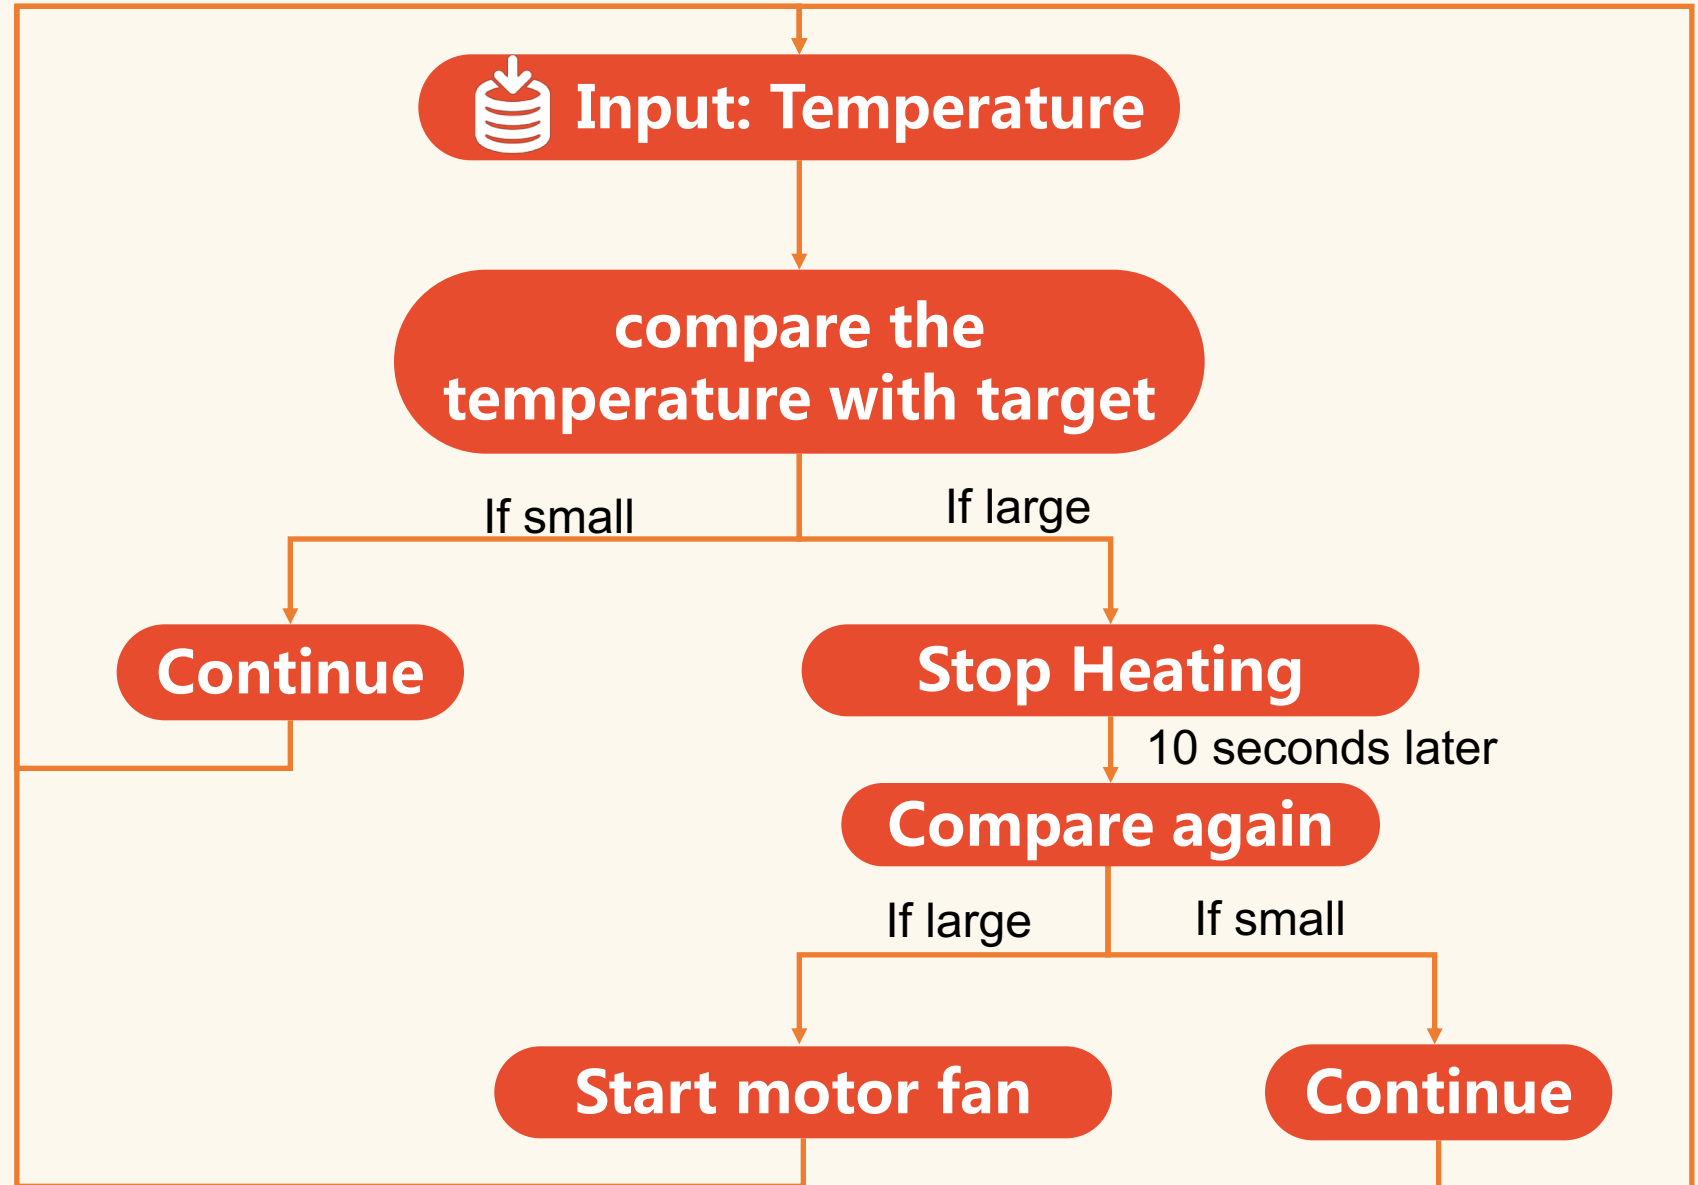 Input: Temperature
compare the
temperature with target
If small
If large
Continue
Stop Heating
10 seconds later
Compare again
If large
If small
Start motor fan
Continue